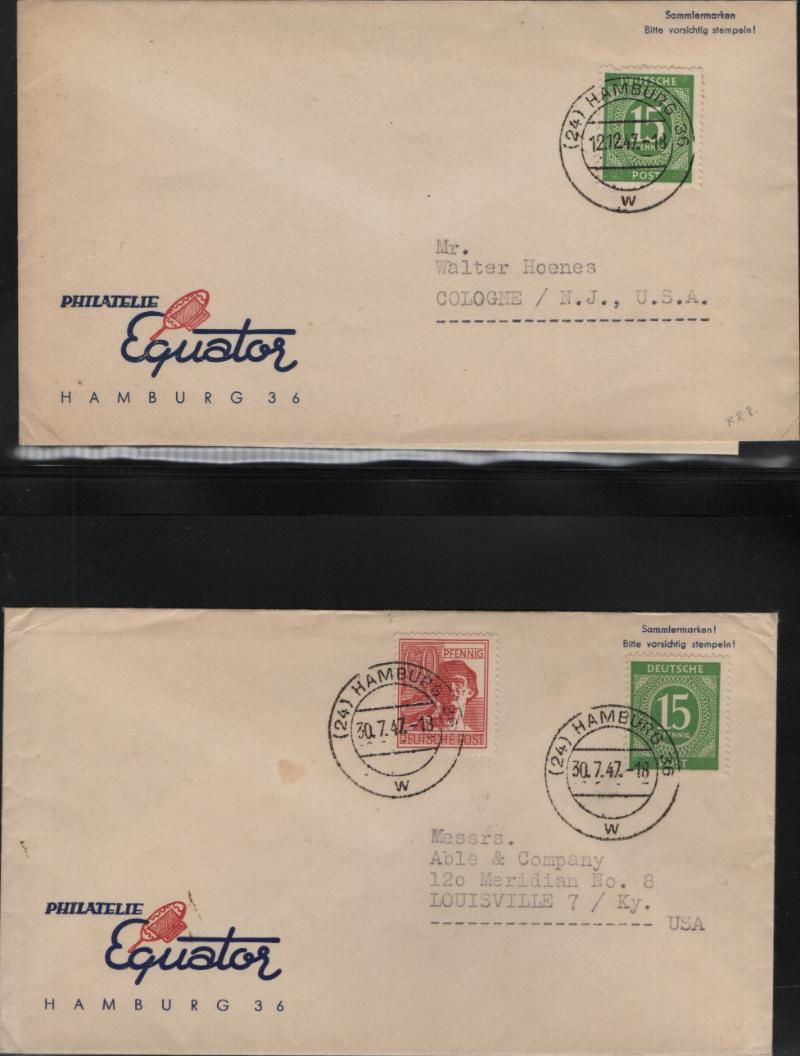 Sammlermarken
Bitte vorsichtig stempeln!
DEUTSCHE
15
PFENNIG
POST
(24) HAMBURG 36
12.12.47.-18
W
Mr.
Walter Hoenes
COLOGNE / N.J., U.S.A.
PHILATELIE
Equator
HAMBURG 36
R.R.R.
Sammlermarken!
Bitte vorsichtig stempeln!
60 PFENNIG
DEUTSCHE POST
(24) HAMBURG
30.7.47.-18
W
DEUTSCHE
15
PFENNIG
(24) HAMBURG 36
30.7.47.-18
W
Messrs.
Able & Company
12o Meridian No. 8
LOUISVILLE 7 / Ky.
USA
PHILATELIE
Equator
HAMBURG 36